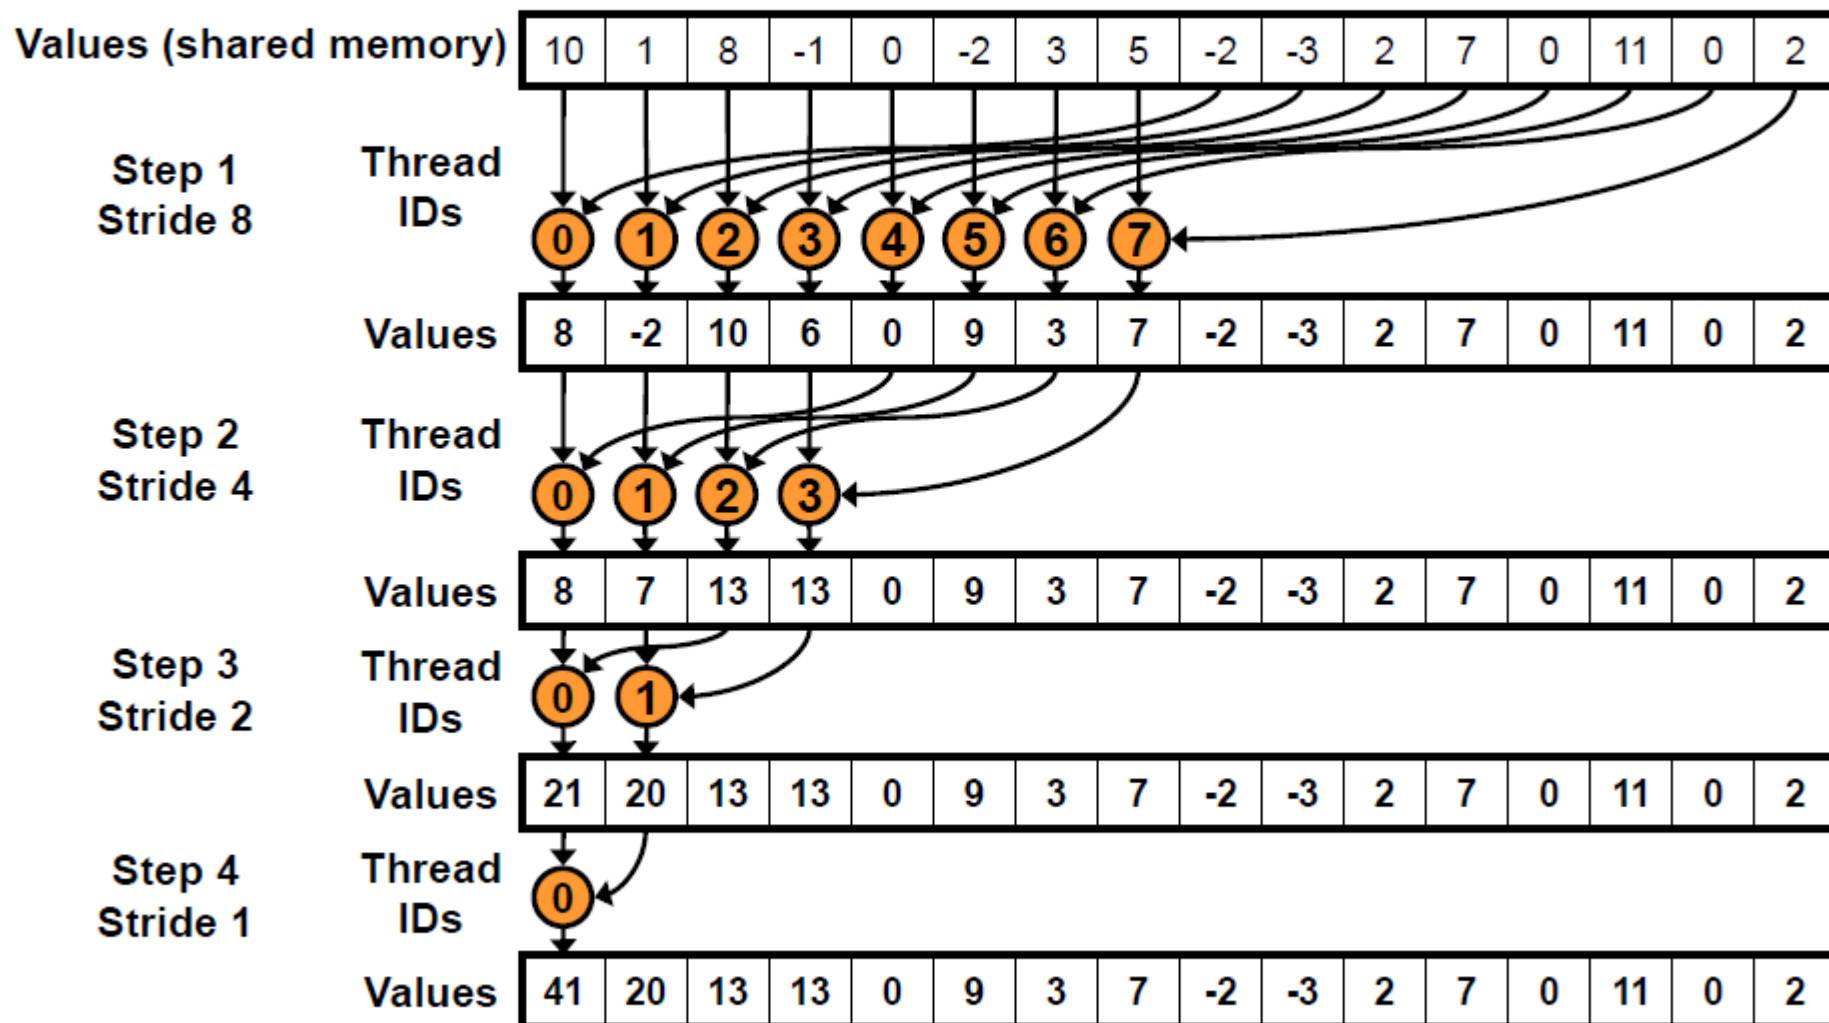 Values (shared memory) 10 1 8 -1 0 -2 3 5 -2 -3 2 7 0 11 0 2
Step 1 Thread
Stride 8 IDs
0 1 2 3 4 5 6 7
Values 8 -2 10 6 0 9 3 7 -2 -3 2 7 0 11 0 2
Step 2 Thread
Stride 4 IDs
0 1 2 3
Values 8 7 13 13 0 9 3 7 -2 -3 2 7 0 11 0 2
Step 3 Thread
Stride 2 IDs
0 1
Values 21 20 13 13 0 9 3 7 -2 -3 2 7 0 11 0 2
Step 4 Thread
Stride 1 IDs
0
Values 41 20 13 13 0 9 3 7 -2 -3 2 7 0 11 0 2